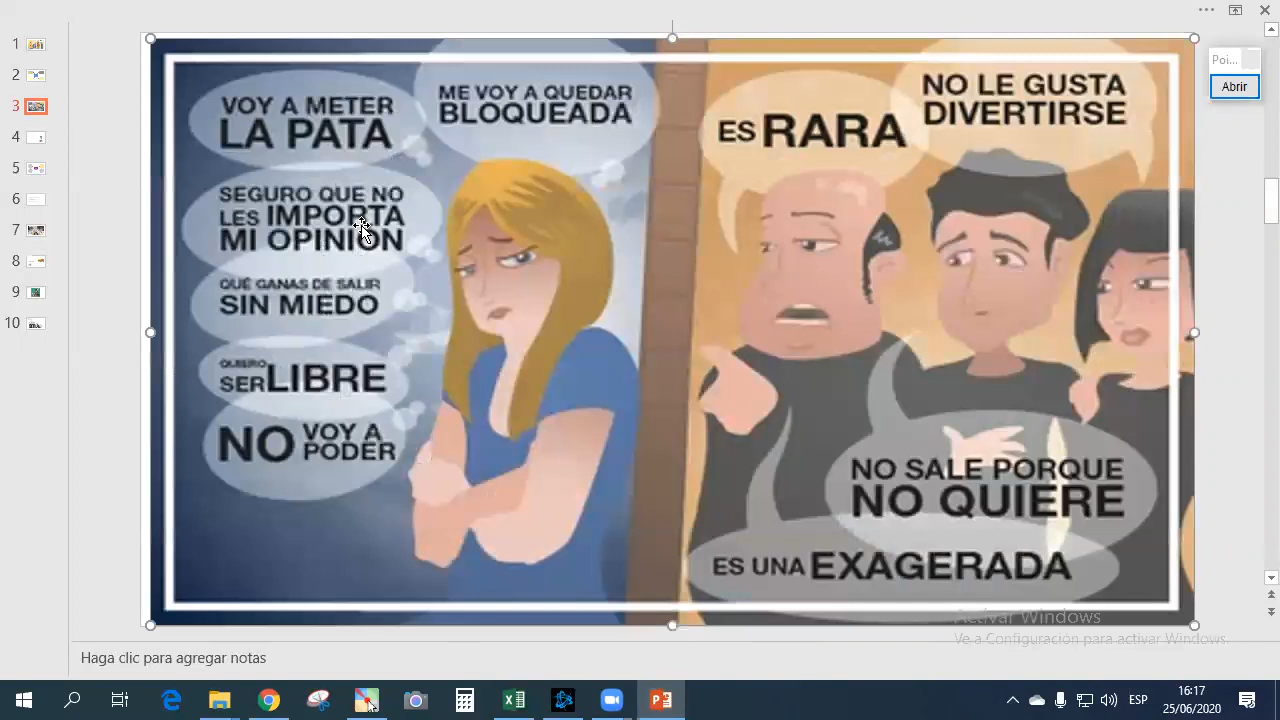 1
2
3
4
5
6
7
8
9
10
VOY A METER
LA PATA
ME VOY A QUEDAR
BLOQUEADA
SEGURO QUE NO
LES IMPORTA
MI OPINIÓN
QUÉ GANAS DE SALIR
SIN MIEDO
QUIERO
SER LIBRE
NO VOY A
PODER
ES RARA
NO LE GUSTA
DIVERTIRSE
NO SALE PORQUE
NO QUIERE
ES UNA EXAGERADA
Poi...
Abrir
Activar Windows
Ve a Configuración para activar Windows.
Haga clic para agregar notas
ESP
16:17
25/06/2020